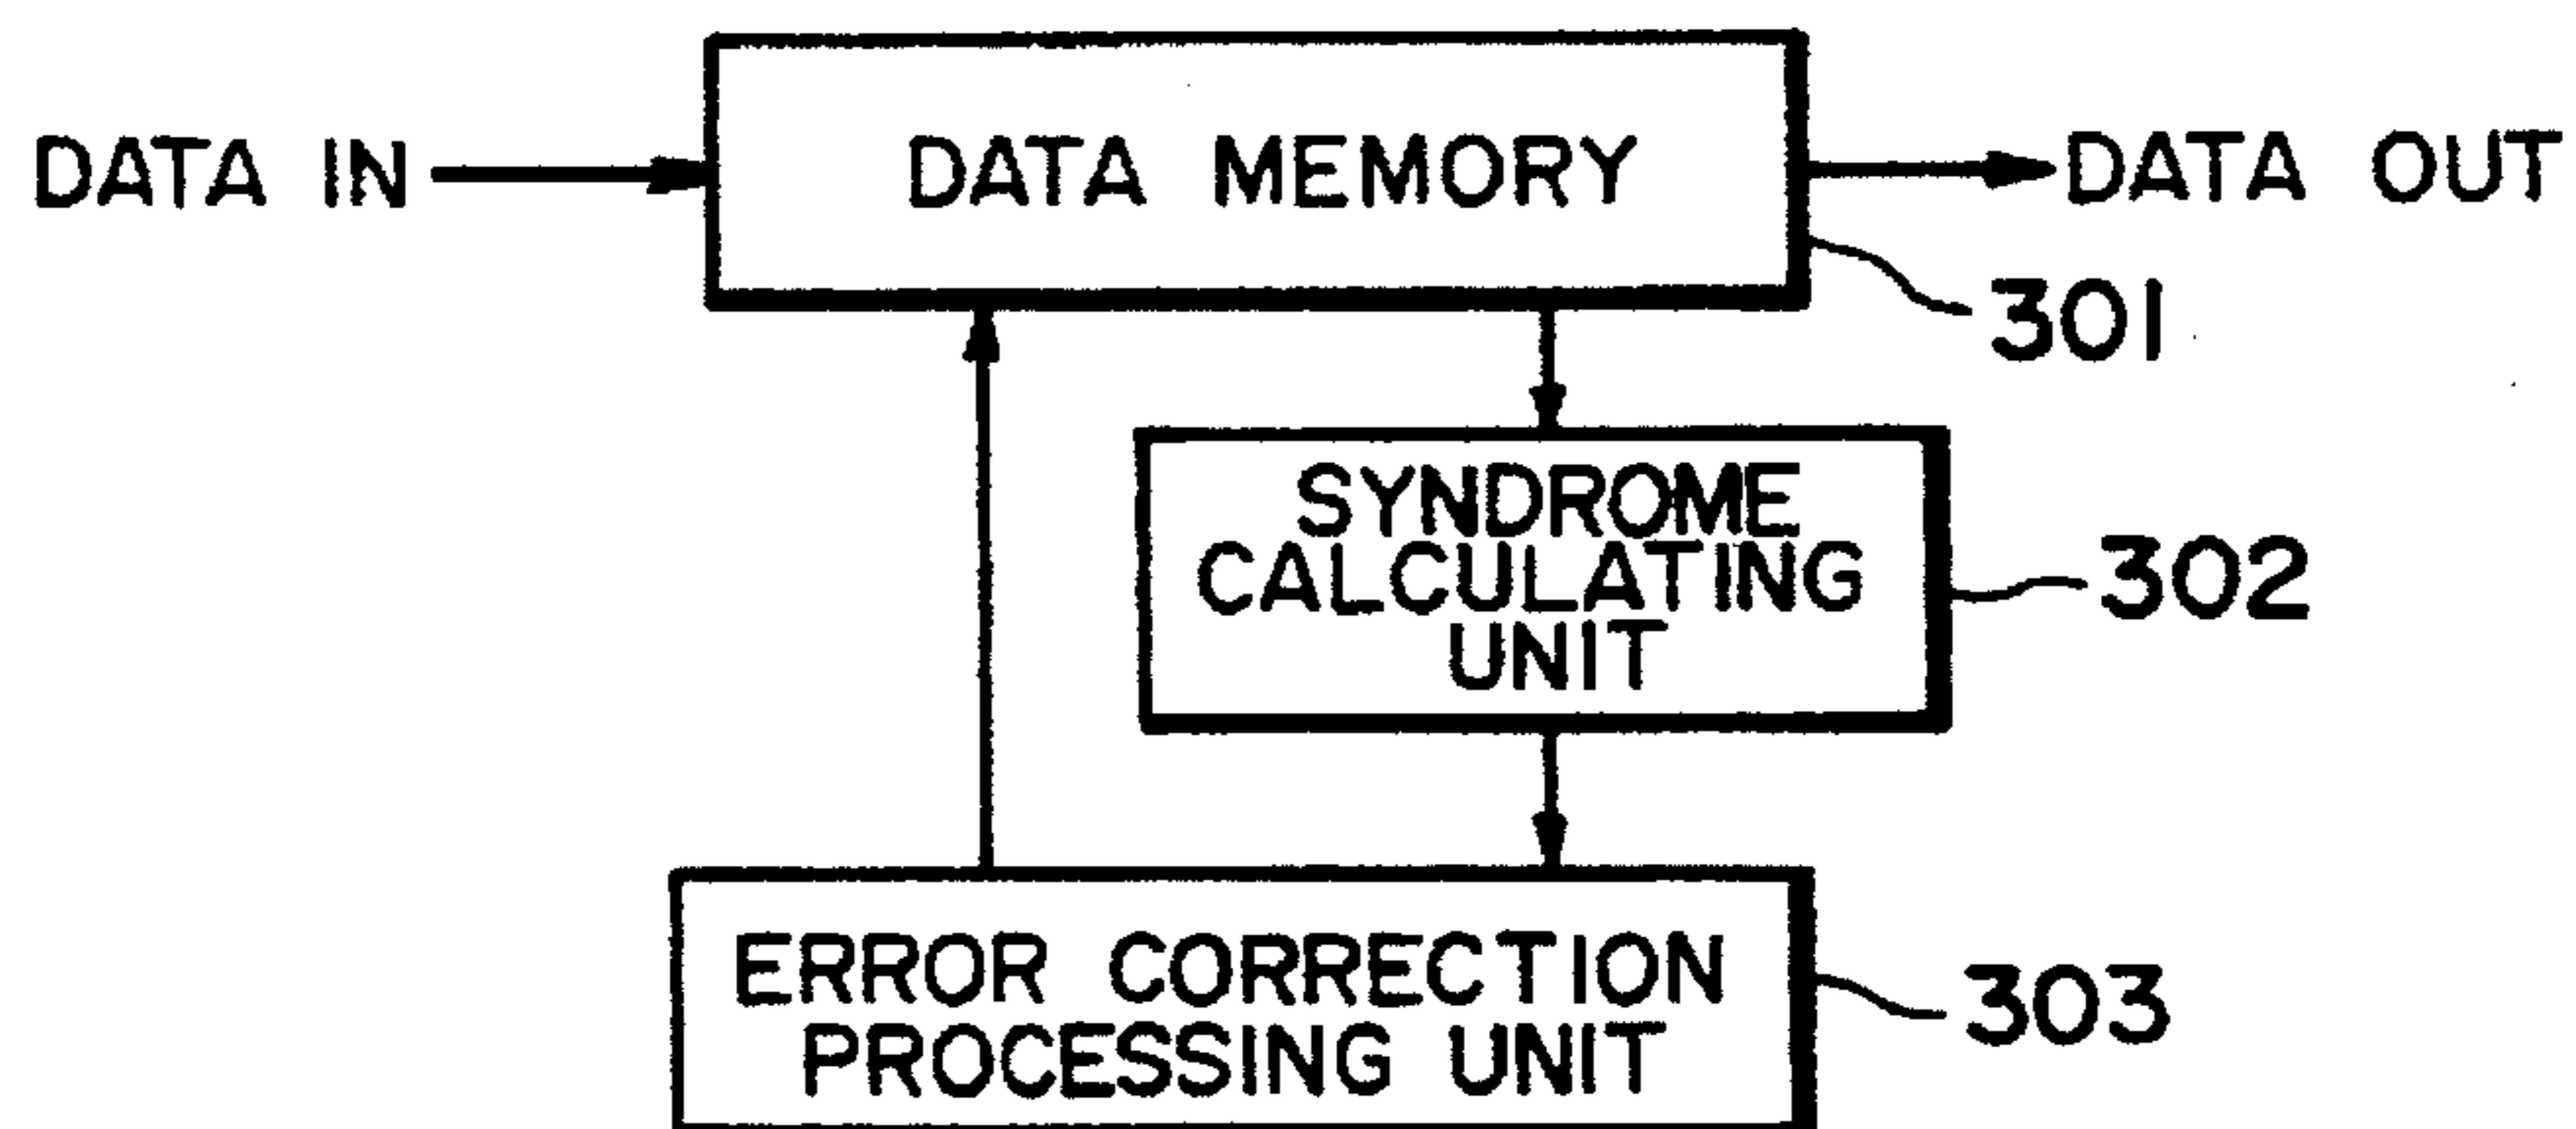 DATA IN
DATA MEMORY
DATA OUT
301
SYNDROME
CALCULATING
UNIT
302
ERROR CORRECTION
PROCESSING UNIT
303